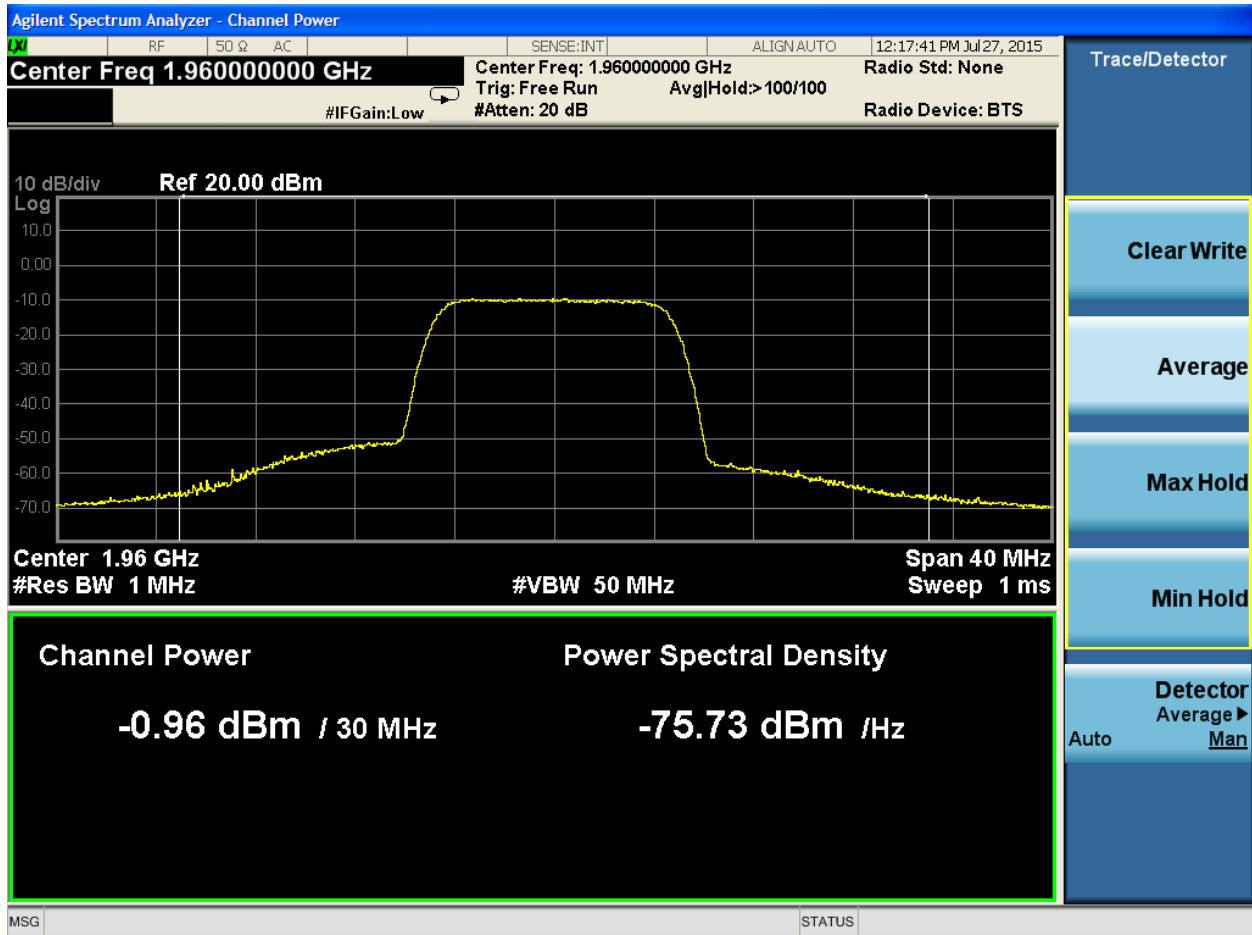 Agilent Spectrum Analyzer - Channel Power
LXI RF 50 Ω AC SENSE:INT ALIGN AUTO 12:17:41 PM Jul 27, 2015
Center Freq 1.960000000 GHz
Center Freq: 1.960000000 GHz Radio Std: None
Trig: Free Run Avg|Hold:> 100/100
#IFGain:Low #Atten: 20 dB Radio Device: BTS
10 dB/div Ref 20.00 dBm
Log
10.0
0.00
-10.0
-20.0
-30.0
-40.0
-50.0
-60.0
-70.0
Center 1.96 GHz Span 40 MHz
#Res BW 1 MHz #VBW 50 MHz Sweep 1 ms
Channel Power Power Spectral Density
-0.96 dBm / 30 MHz -75.73 dBm /Hz
Trace/Detector
Clear Write
Average
Max Hold
Min Hold
Detector
Average▶
Auto Man
MSG STATUS